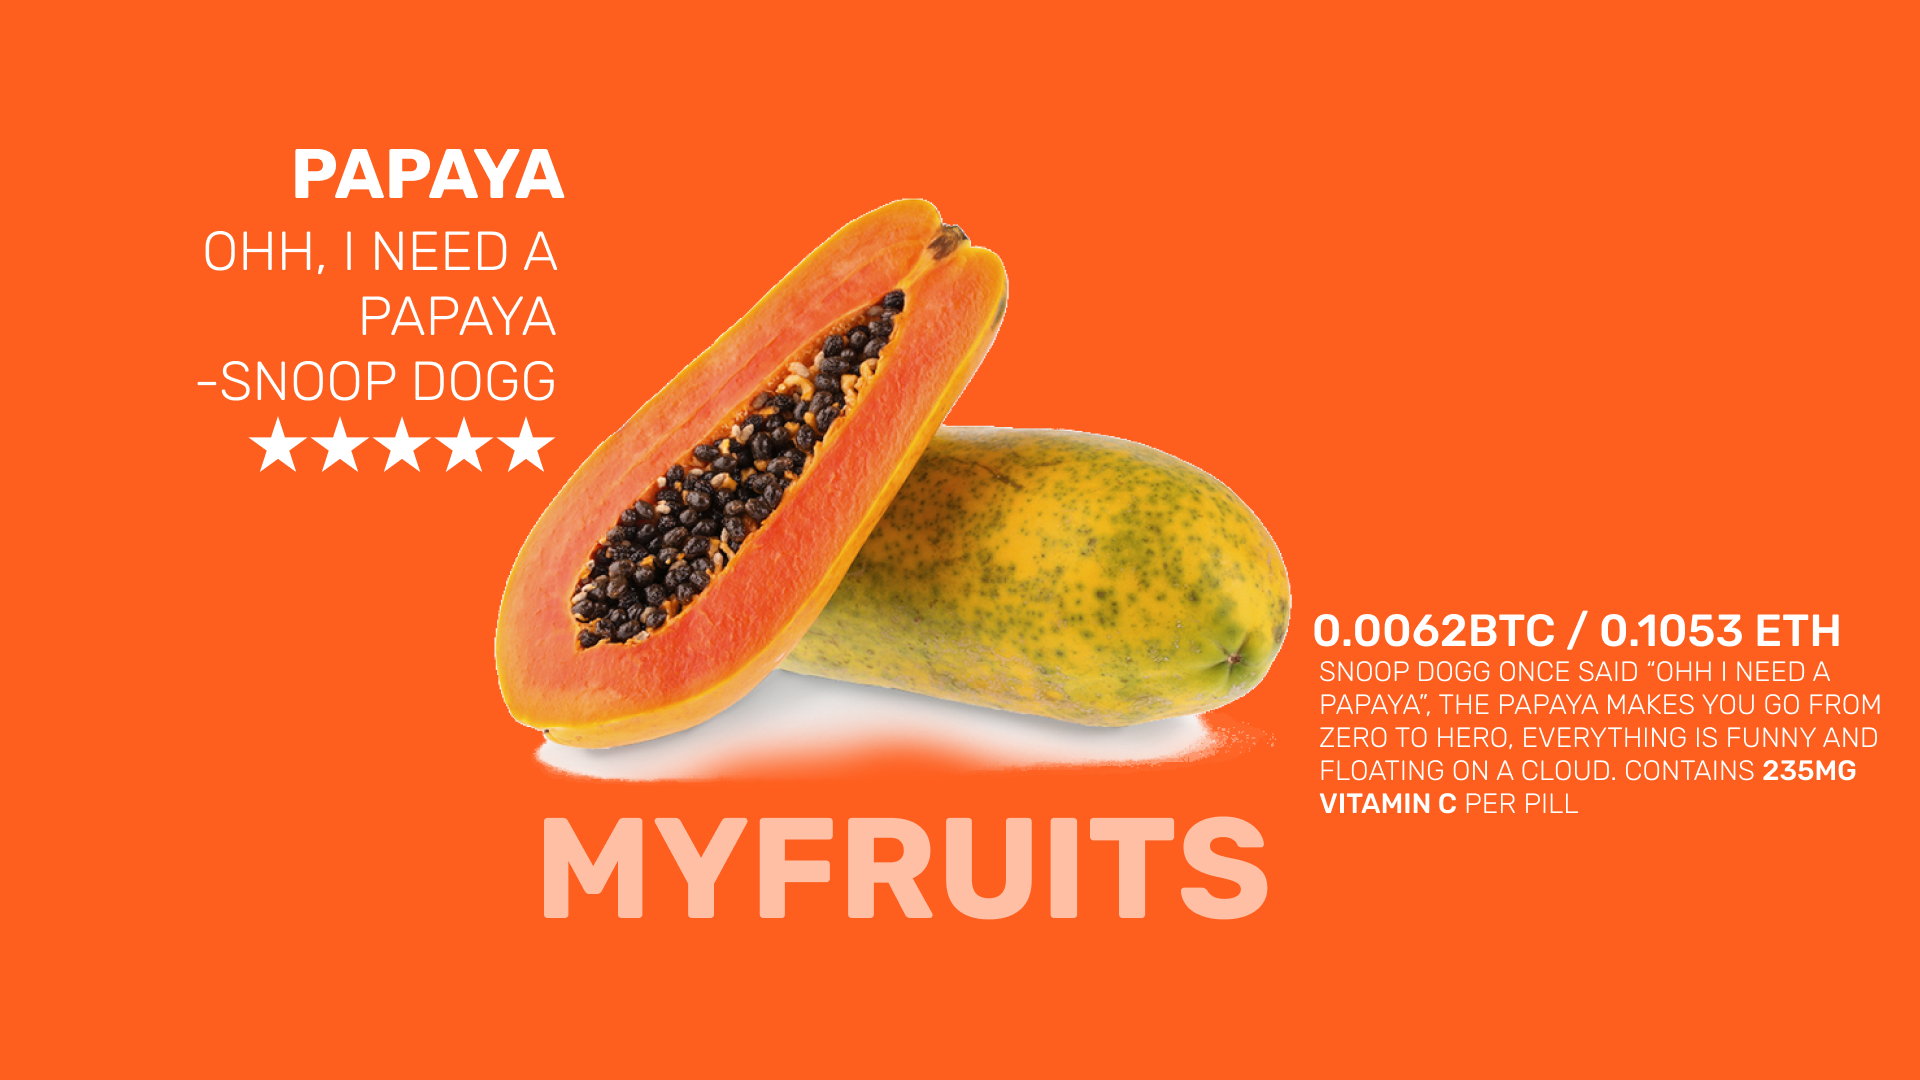 PAPAYA
OHH, I NEED A
PAPAYA
-SNOOP DOGG
★★★★★
0.0062BTC / 0.1053 ETH
SNOOP DOGG ONCE SAID “OHH I NEED A
PAPAYA”, THE PAPAYA MAKES YOU GO FROM
ZERO TO HERO, EVERYTHING IS FUNNY AND
FLOATING ON A CLOUD. CONTAINS 235MG
VITAMIN C PER PILL
MYFRUITS